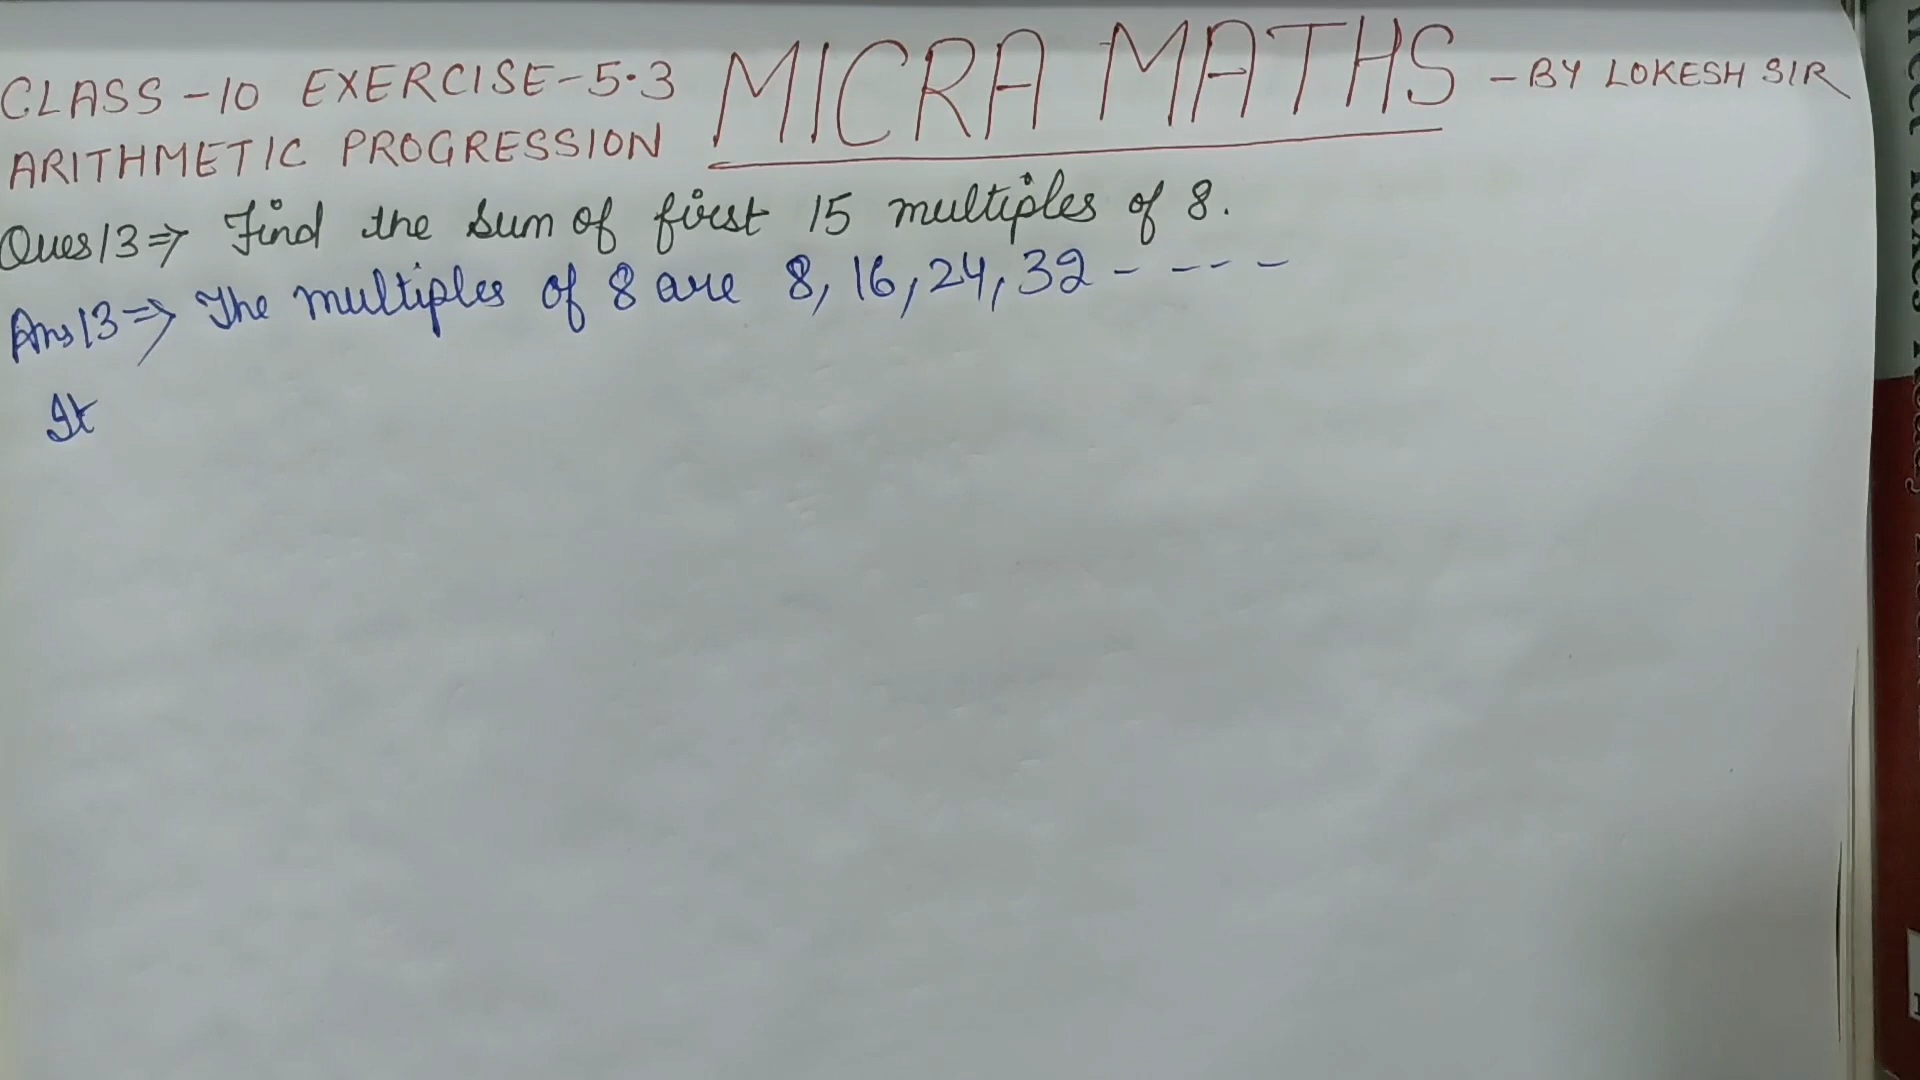 CLASS -10 EXERCISE-5.3
ARITHMETIC PROGRESSION
MICRA MATHS
- BY LOKESH SIR
Ques13⇒ Find the sum of first 15 multiples of 8.
Ans13⇒ The multiples of 8 are 8, 16, 24, 32 - - - - -
It